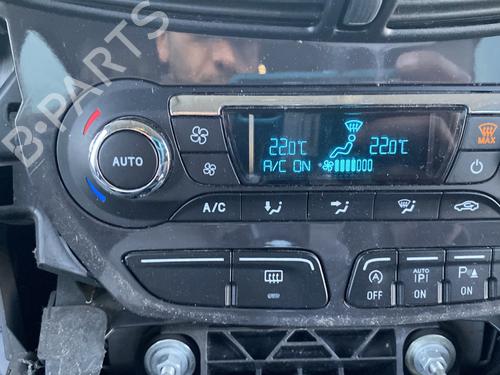 B-PARTS
22.0°C 22.0°C
MAX
AUTO
A/C ON
A/C
OFF
AUTO
(P)
ON
P
ON